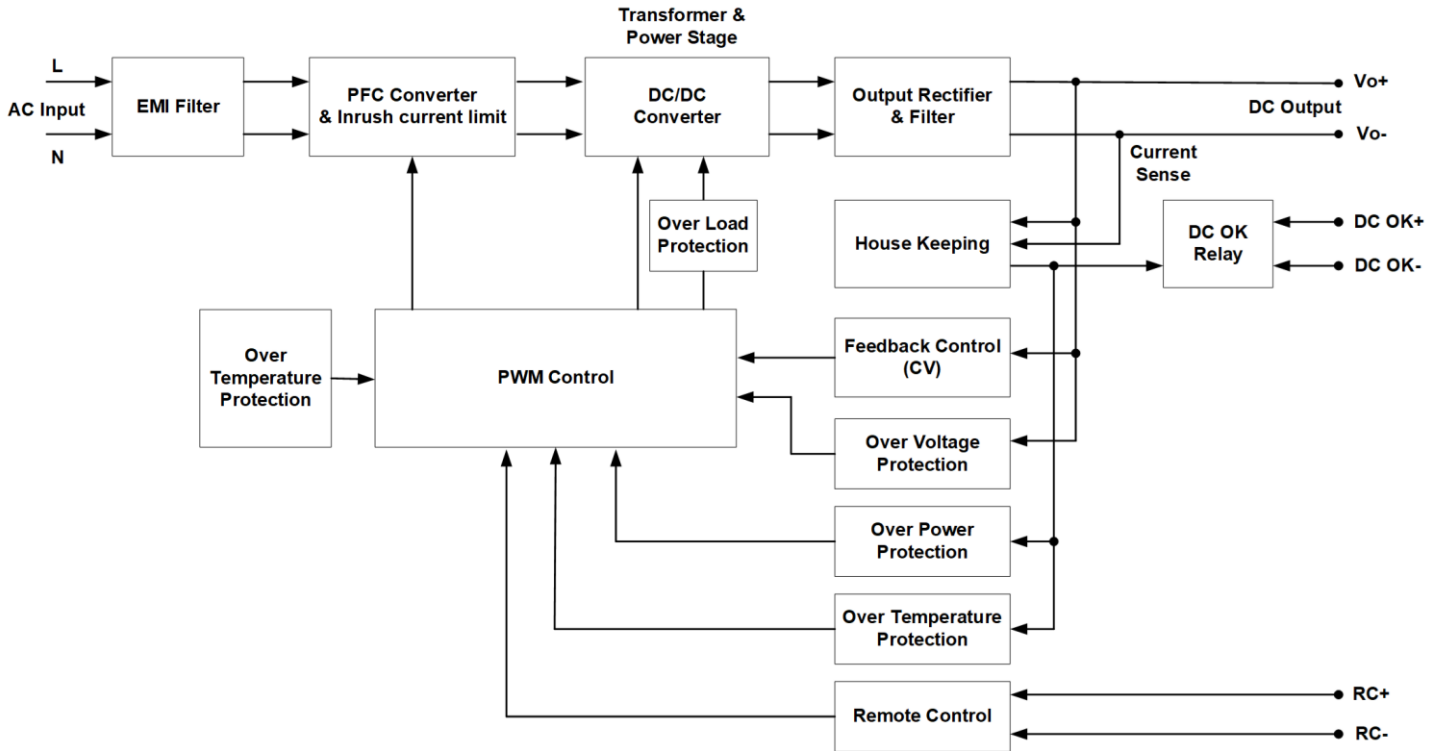 Transformer &
Power Stage
L
AC Input
N
EMI Filter
PFC Converter
& Inrush current limit
DC/DC
Converter
Output Rectifier
& Filter
Vo+
DC Output
Vo-
Current
Sense
Over Load
Protection
House Keeping
DC OK
Relay
DC OK+
DC OK-
Over
Temperature
Protection
PWM Control
Feedback Control
(CV)
Over Voltage
Protection
Over Power
Protection
Over Temperature
Protection
Remote Control
RC+
RC-